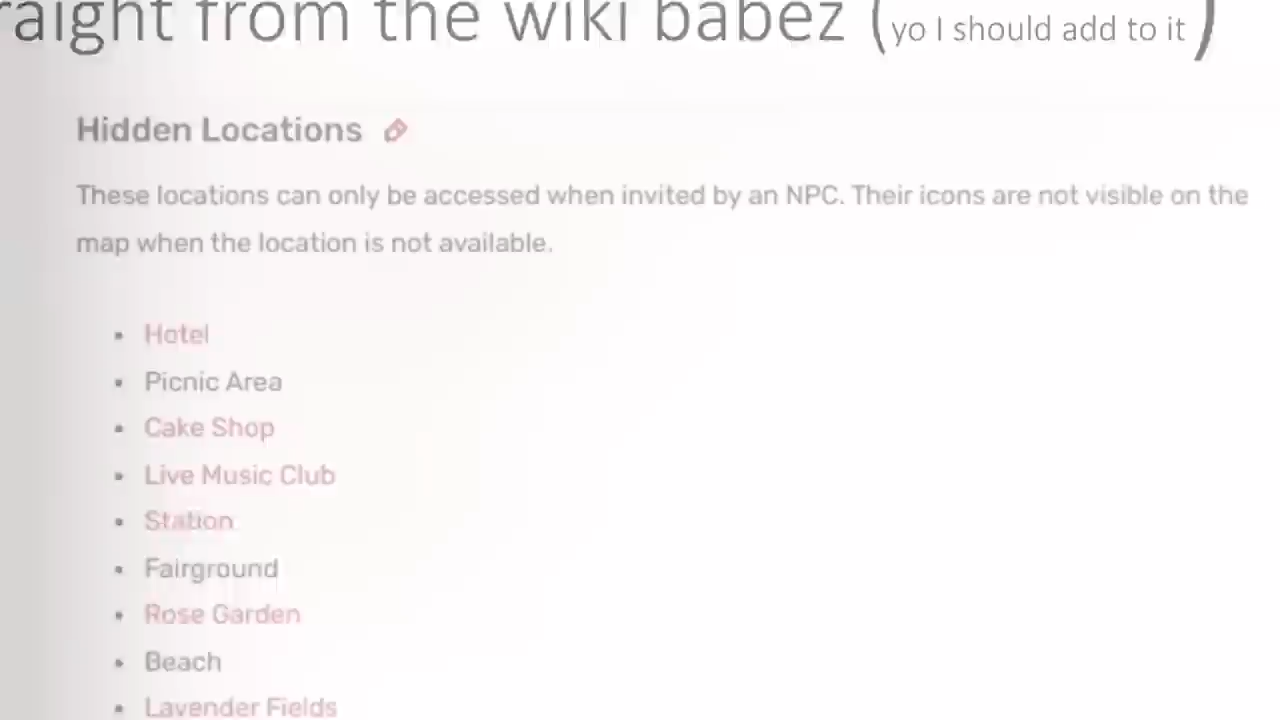 raight from the wiki babez (yo I should add to it)
Hidden Locations
These locations can only be accessed when invited by an NPC. Their icons are not visible on the
map when the location is not available.
• Hotel
• Picnic Area
• Cake Shop
• Live Music Club
• Station
• Fairground
• Rose Garden
• Beach
• Lavender Fields